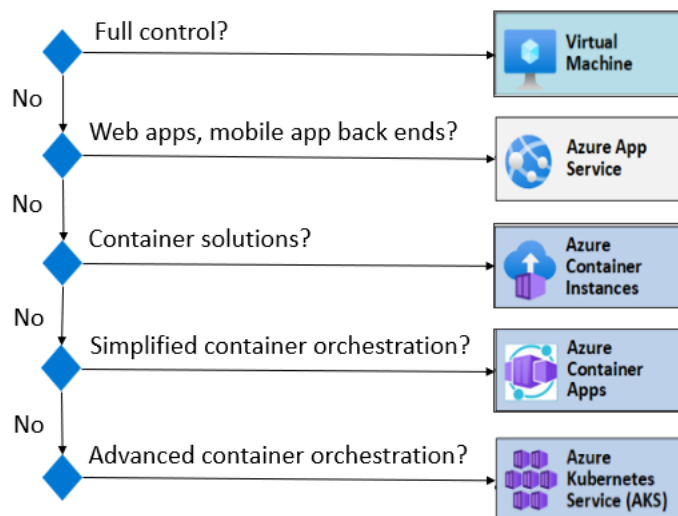 Full control?
Virtual
Machine
No
Web apps, mobile app back ends?
Azure App
Service
No
Container solutions?
Azure
Container
Instances
No
Simplified container orchestration?
Azure
Container
Apps
No
Advanced container orchestration?
Azure
Kubernetes
Service (AKS)